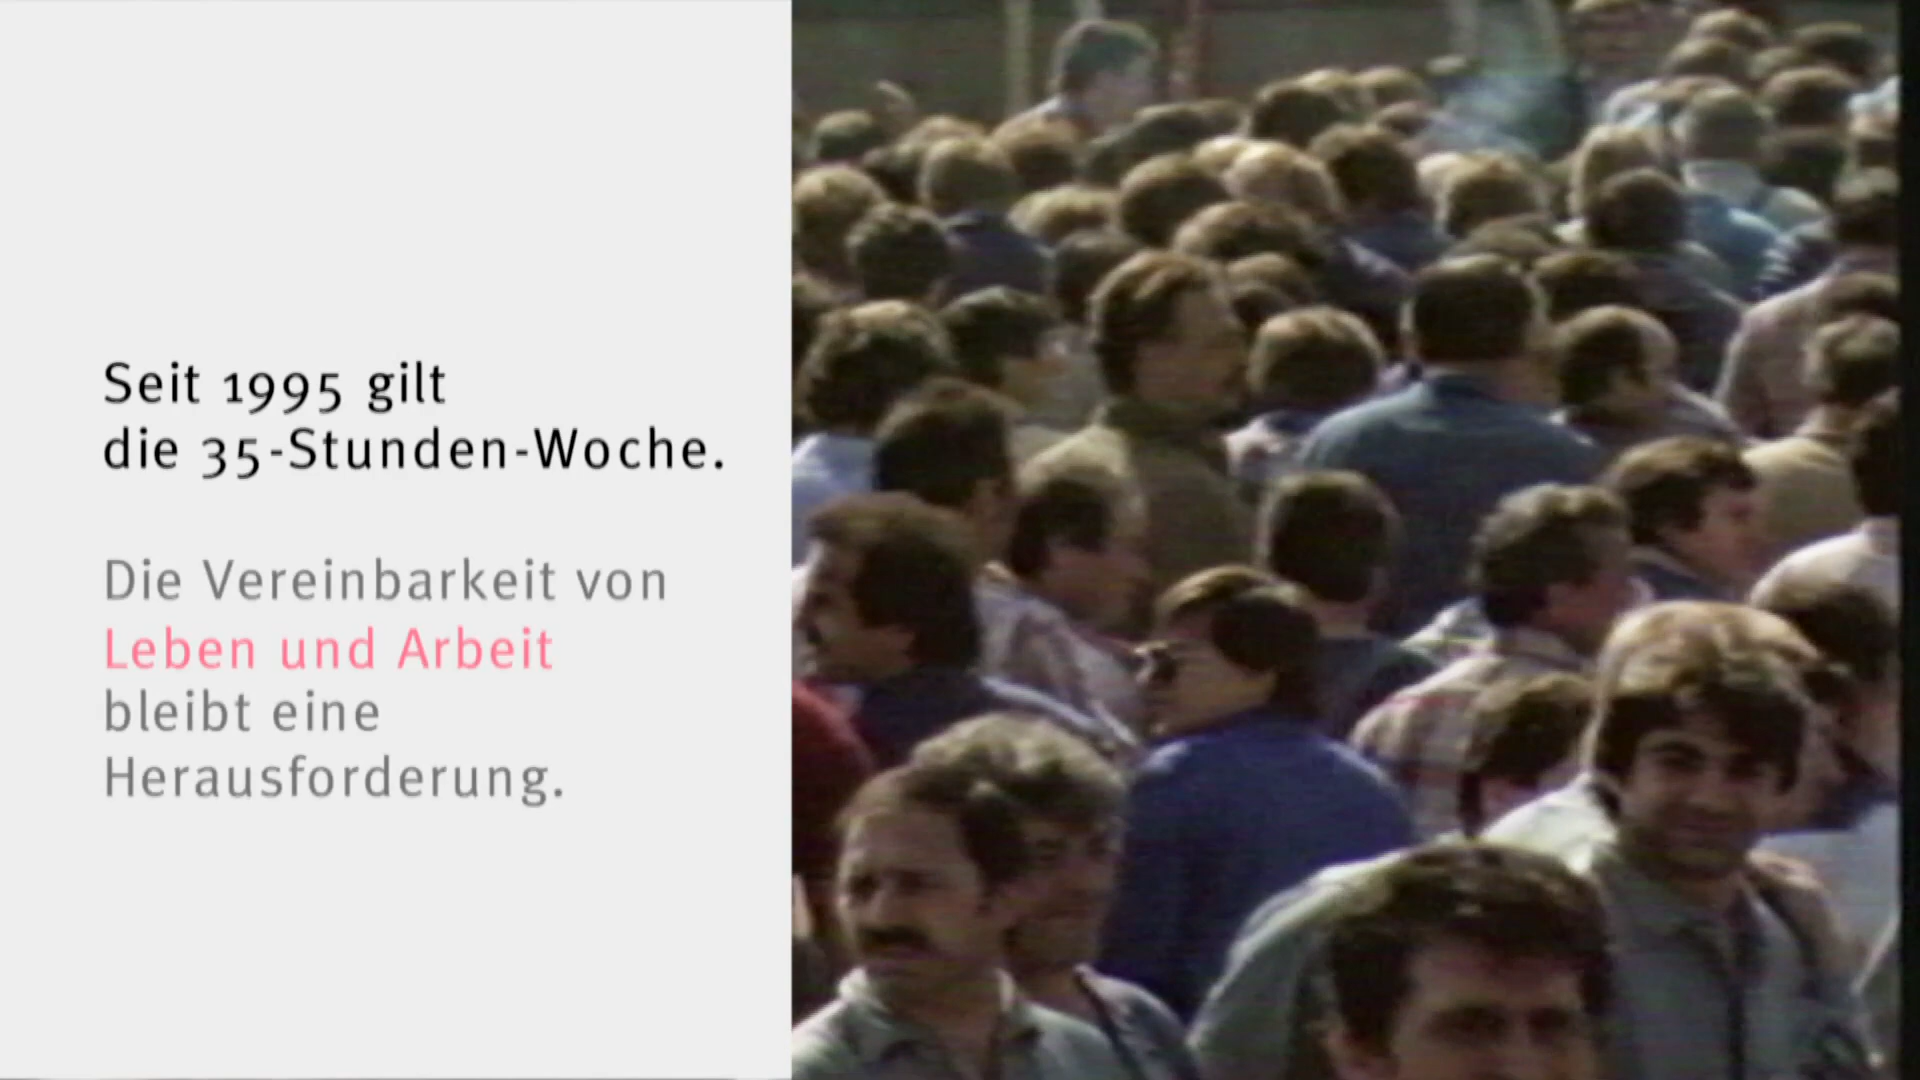 Seit 1995 gilt
die 35-Stunden-Woche.
Die Vereinbarkeit von
Leben und Arbeit
bleibt eine
Herausforderung.